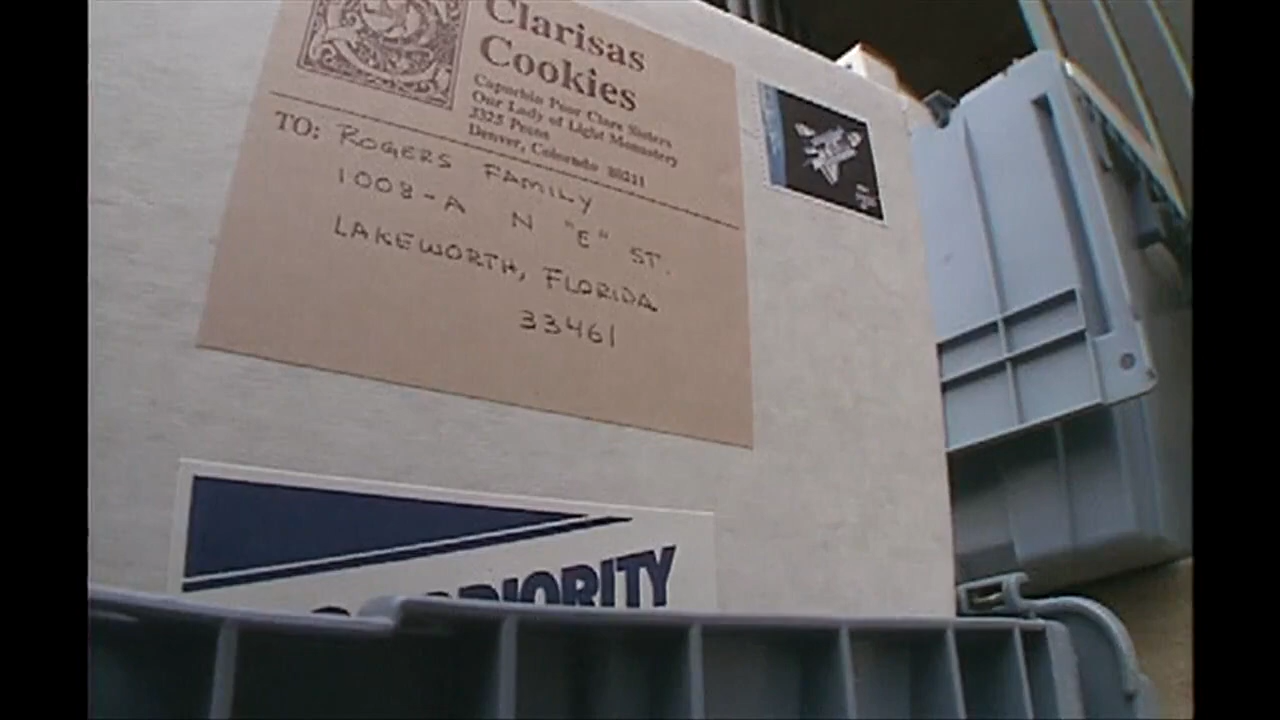 Clarisas
Cookies
Capuchin Poor Clare Sisters
Our Lady of Light Monastery
3325 Pecos
Denver, Colorado 80211
TO: ROGERS FAMILY
1008-A N "E" ST.
LAKEWORTH, FLORIDA
33461
PRIORITY